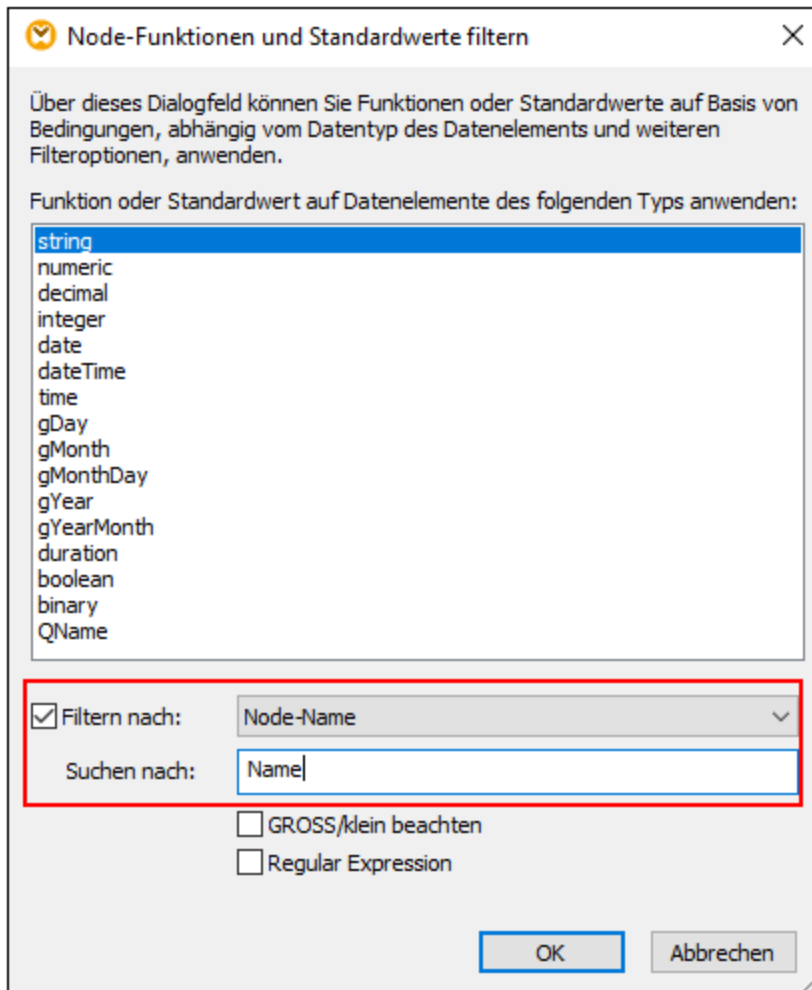 Node-Funktionen und Standardwerte filtern
Über dieses Dialogfeld können Sie Funktionen oder Standardwerte auf Basis von
Bedingungen, abhängig vom Datentyp des Datenelements und weiteren
Filteroptionen, anwenden.
Funktion oder Standardwert auf Datenelemente des folgenden Typs anwenden:
string
numeric
decimal
integer
date
dateTime
time
gDay
gMonth
gMonthDay
gYear
gYearMonth
duration
boolean
binary
QName
Filtern nach: Node-Name
Suchen nach: Name
GROSS/klein beachten
Regular Expression
OK Abbrechen